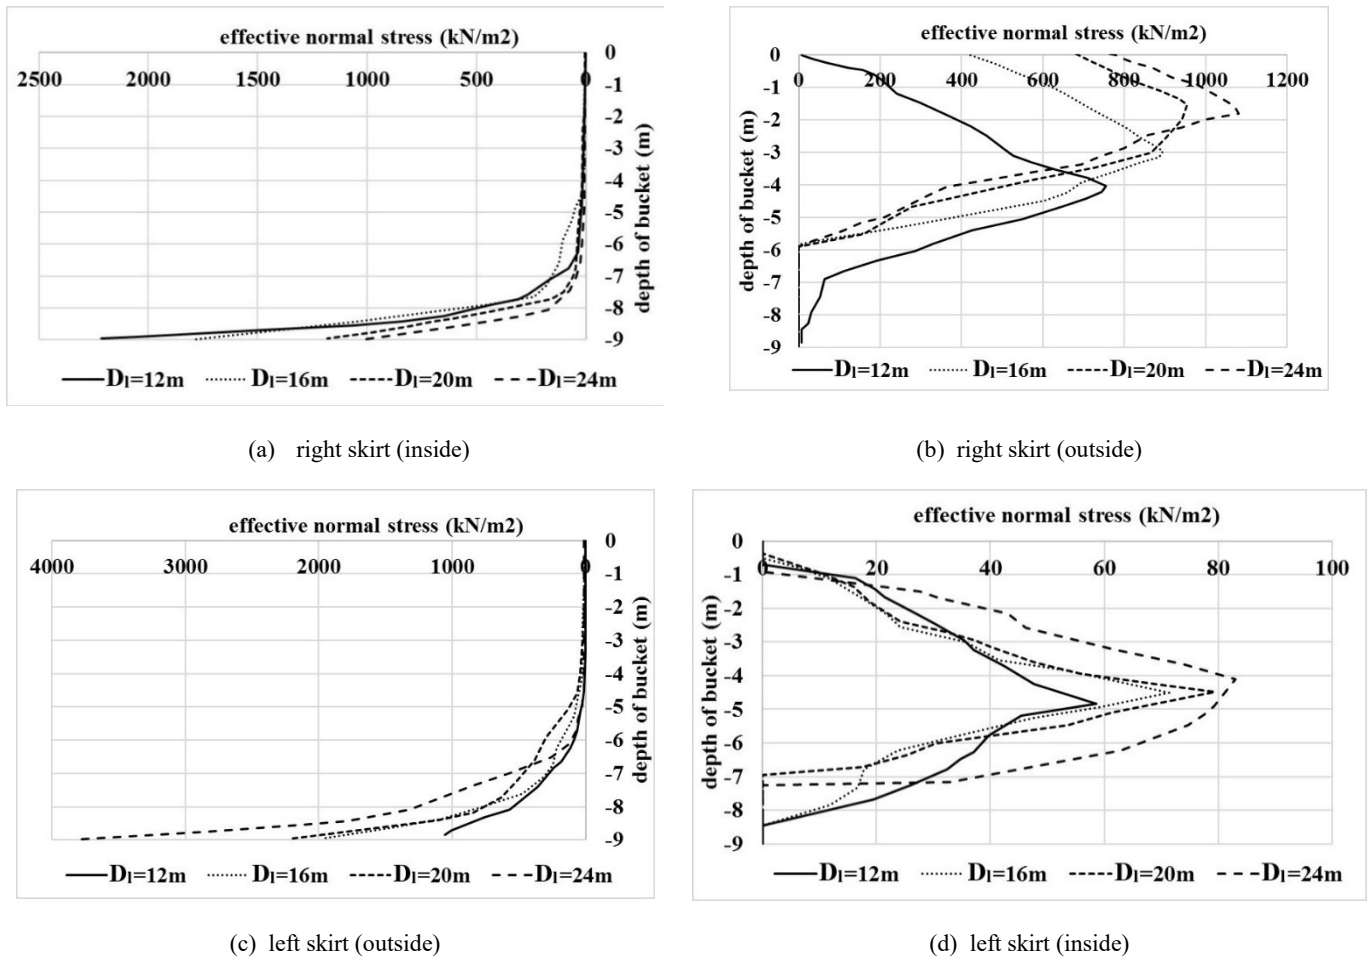 effective normal stress (kN/m2)
2500 2000 1500 1000 500 0
0
-1
-2
-3
-4
-5
-6
-7
-8
-9
depth of bucket (m)
Dl=12m Dl=16m Dl=20m Dl=24m
(a) right skirt (inside)
effective normal stress (kN/m2)
0 200 400 600 800 1000 1200
0
-1
-2
-3
-4
-5
-6
-7
-8
-9
depth of bucket (m)
Dl=12m Dl=16m Dl=20m Dl=24m
(b) right skirt (outside)
effective normal stress (kN/m2)
4000 3000 2000 1000 0
0
-1
-2
-3
-4
-5
-6
-7
-8
-9
depth of bucket (m)
Dl=12m Dl=16m Dl=20m Dl=24m
(c) left skirt (outside)
effective normal stress (kN/m2)
0 20 40 60 80 100
0
-1
-2
-3
-4
-5
-6
-7
-8
-9
depth of bucket (m)
Dl=12m Dl=16m Dl=20m Dl=24m
(d) left skirt (inside)